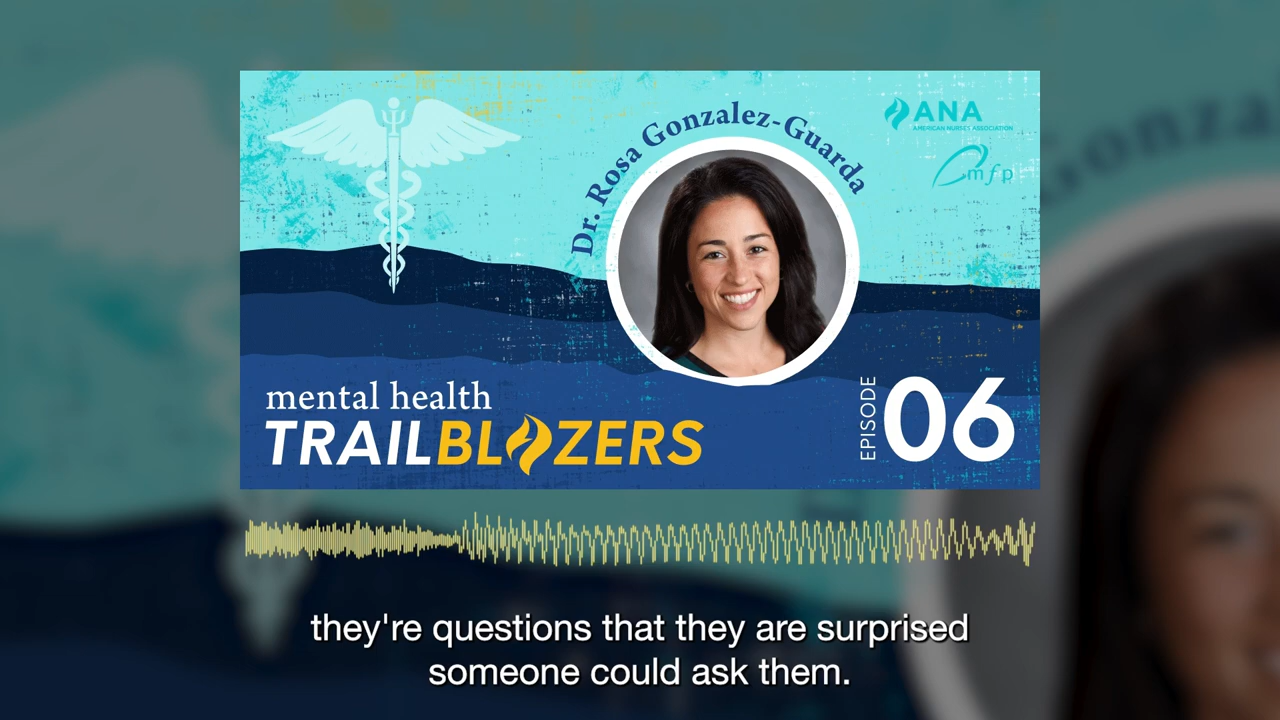 Dr. Rosa Gonzalez-Guarda
ANA
AMERICAN NURSES ASSOCIATION
mfp
mental health
TRAILBLAZERS
EPISODE
06
they're questions that they are surprised
someone could ask them.
Gonza